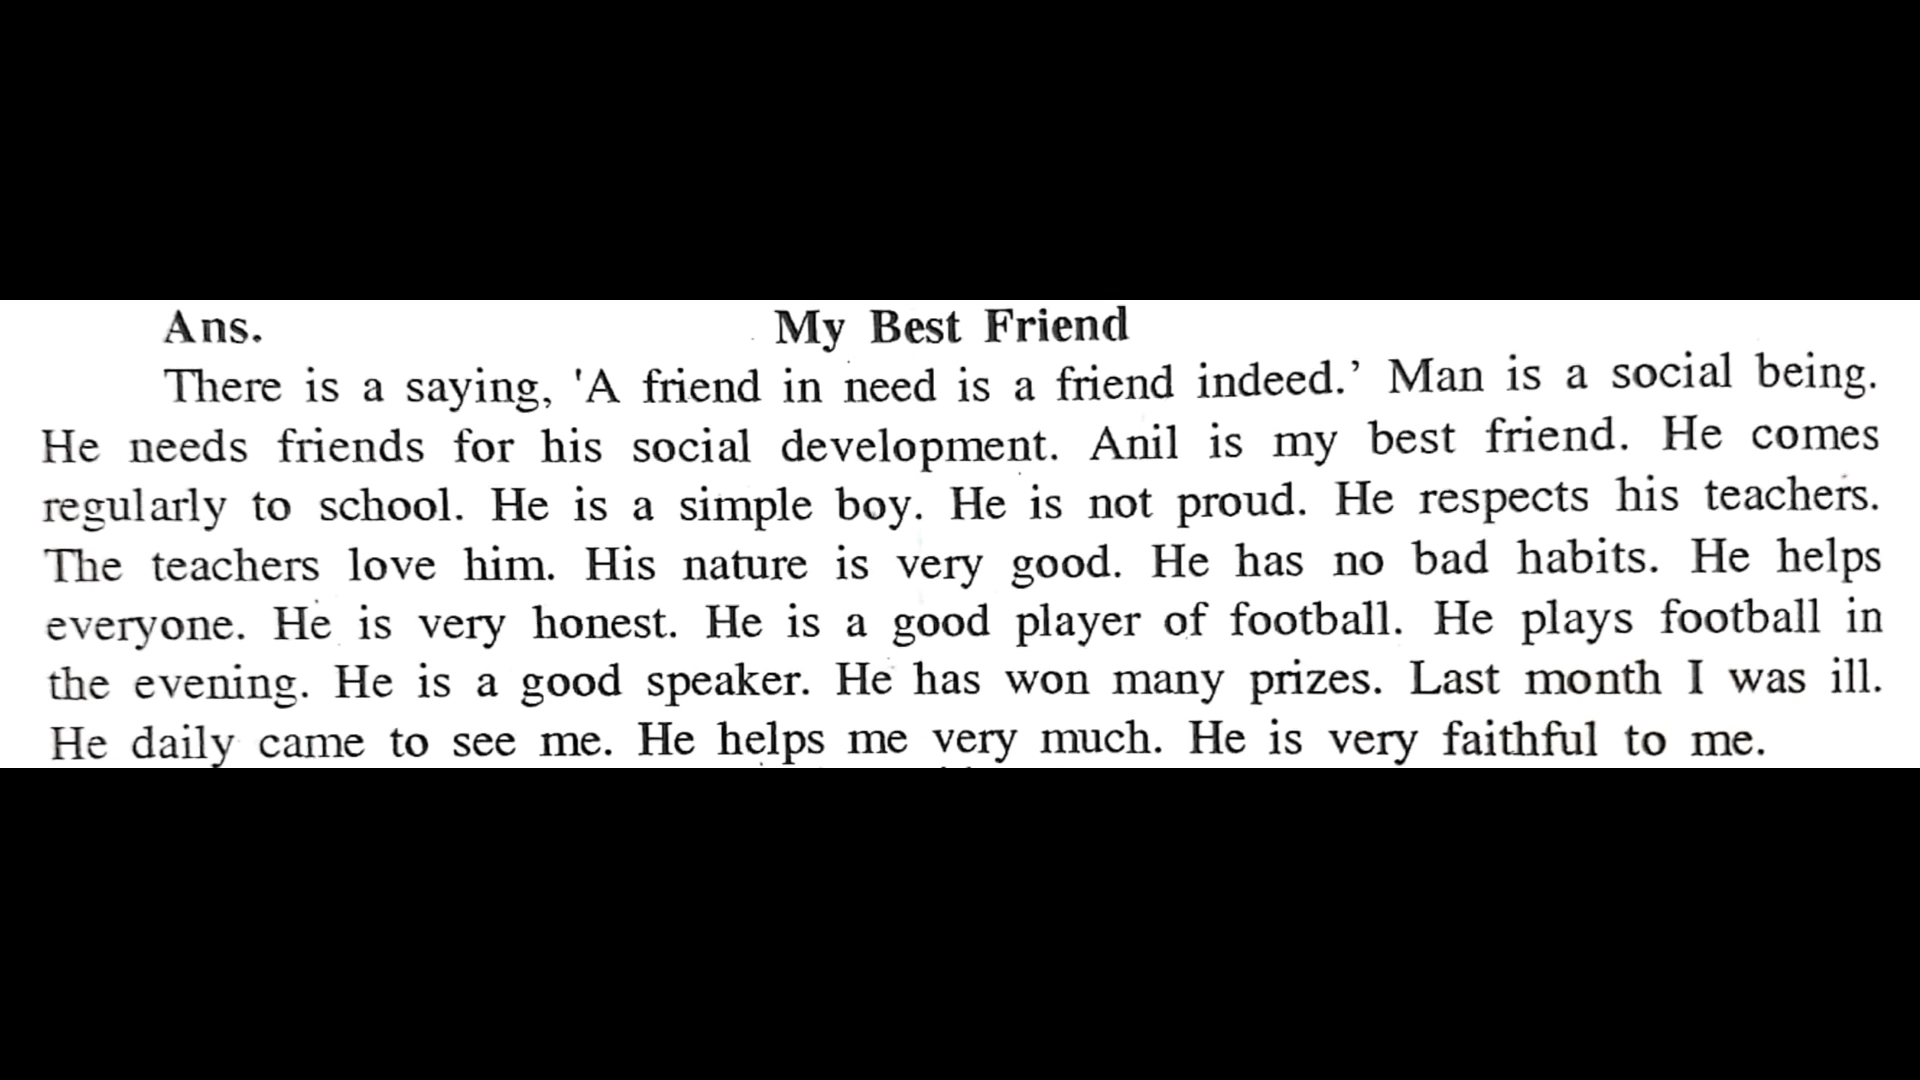 Ans. My Best Friend
There is a saying, 'A friend in need is a friend indeed.’ Man is a social being.
He needs friends for his social development. Anil is my best friend. He comes
regularly to school. He is a simple boy. He is not proud. He respects his teachers.
The teachers love him. His nature is very good. He has no bad habits. He helps
everyone. He is very honest. He is a good player of football. He plays football in
the evening. He is a good speaker. He has won many prizes. Last month I was ill.
He daily came to see me. He helps me very much. He is very faithful to me.